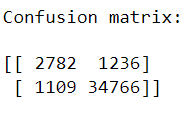 Confusion matrix:
[[ 2782  1236]
 [ 1109 34766]]